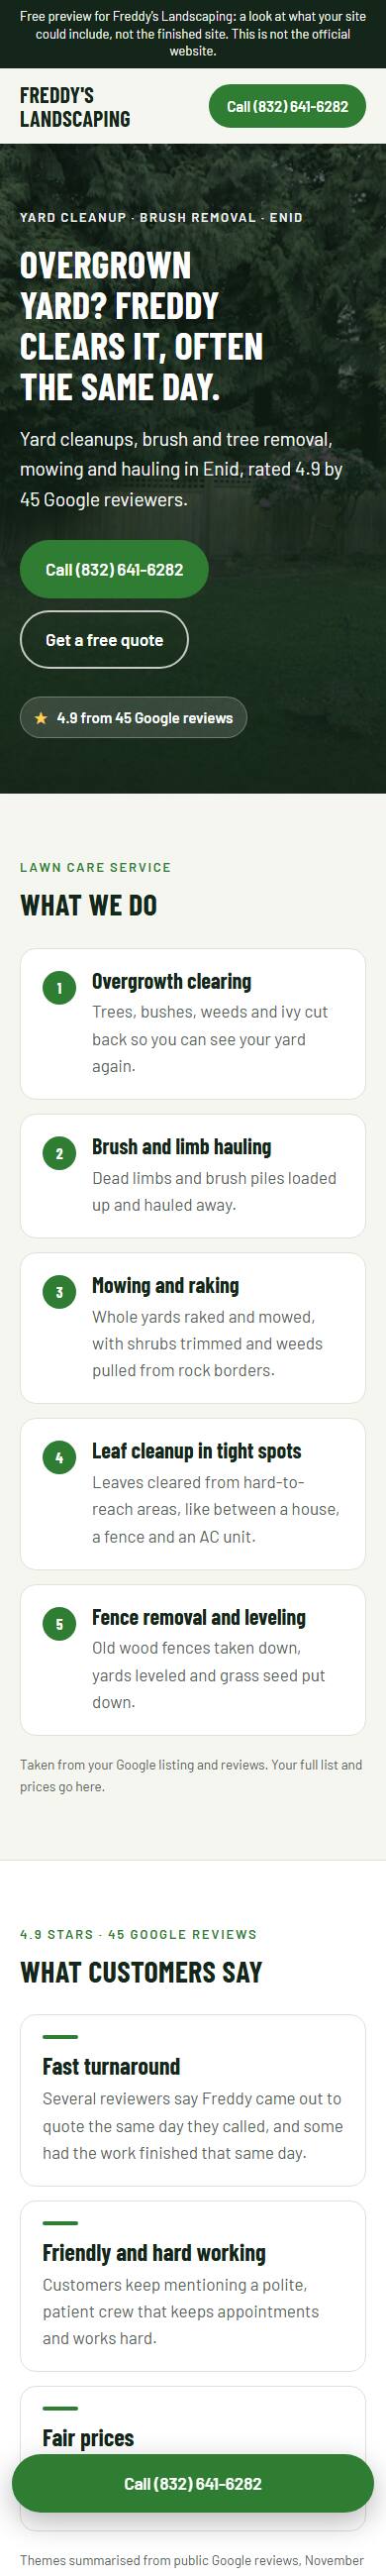 Free preview for Freddy's Landscaping: a look at what your site
could include, not the finished site. This is not the official
website.
FREDDY'S
LANDSCAPING
Call (832) 641-6282
YARD CLEANUP · BRUSH REMOVAL · ENID
OVERGROWN
YARD? FREDDY
CLEARS IT, OFTEN
THE SAME DAY.
Yard cleanups, brush and tree removal,
mowing and hauling in Enid, rated 4.9 by
45 Google reviewers.
Call (832) 641-6282
Get a free quote
★ 4.9 from 45 Google reviews
LAWN CARE SERVICE
WHAT WE DO
1 Overgrowth clearing
Trees, bushes, weeds and ivy cut
back so you can see your yard
again.
2 Brush and limb hauling
Dead limbs and brush piles loaded
up and hauled away.
3 Mowing and raking
Whole yards raked and mowed,
with shrubs trimmed and weeds
pulled from rock borders.
4 Leaf cleanup in tight spots
Leaves cleared from hard-to-
reach areas, like between a house,
a fence and an AC unit.
5 Fence removal and leveling
Old wood fences taken down,
yards leveled and grass seed put
down.
Taken from your Google listing and reviews. Your full list and
prices go here.
4.9 STARS · 45 GOOGLE REVIEWS
WHAT CUSTOMERS SAY
Fast turnaround
Several reviewers say Freddy came out to
quote the same day they called, and some
had the work finished that same day.
Friendly and hard working
Customers keep mentioning a polite,
patient crew that keeps appointments
and works hard.
Fair prices
Call (832) 641-6282
Themes summarised from public Google reviews, November